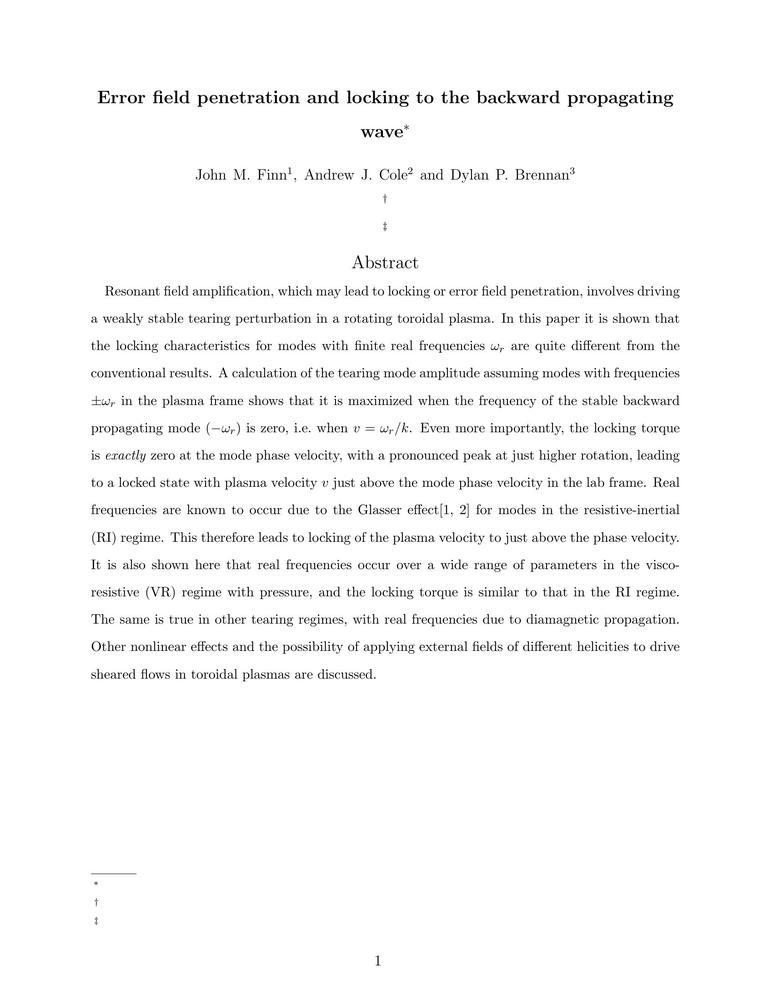 Error field penetration and locking to the backward propagating
wave*
John M. Finn¹, Andrew J. Cole² and Dylan P. Brennan³
†
‡
Abstract
Resonant field amplification, which may lead to locking or error field penetration, involves driving
a weakly stable tearing perturbation in a rotating toroidal plasma. In this paper it is shown that
the locking characteristics for modes with finite real frequencies ωᵣ are quite different from the
conventional results. A calculation of the tearing mode amplitude assuming modes with frequencies
±ωᵣ in the plasma frame shows that it is maximized when the frequency of the stable backward
propagating mode (−ωᵣ) is zero, i.e. when v = ωᵣ/k. Even more importantly, the locking torque
is exactly zero at the mode phase velocity, with a pronounced peak at just higher rotation, leading
to a locked state with plasma velocity v just above the mode phase velocity in the lab frame. Real
frequencies are known to occur due to the Glasser effect[1, 2] for modes in the resistive-inertial
(RI) regime. This therefore leads to locking of the plasma velocity to just above the phase velocity.
It is also shown here that real frequencies occur over a wide range of parameters in the visco-
resistive (VR) regime with pressure, and the locking torque is similar to that in the RI regime.
The same is true in other tearing regimes, with real frequencies due to diamagnetic propagation.
Other nonlinear effects and the possibility of applying external fields of different helicities to drive
sheared flows in toroidal plasmas are discussed.
*
†
‡
1